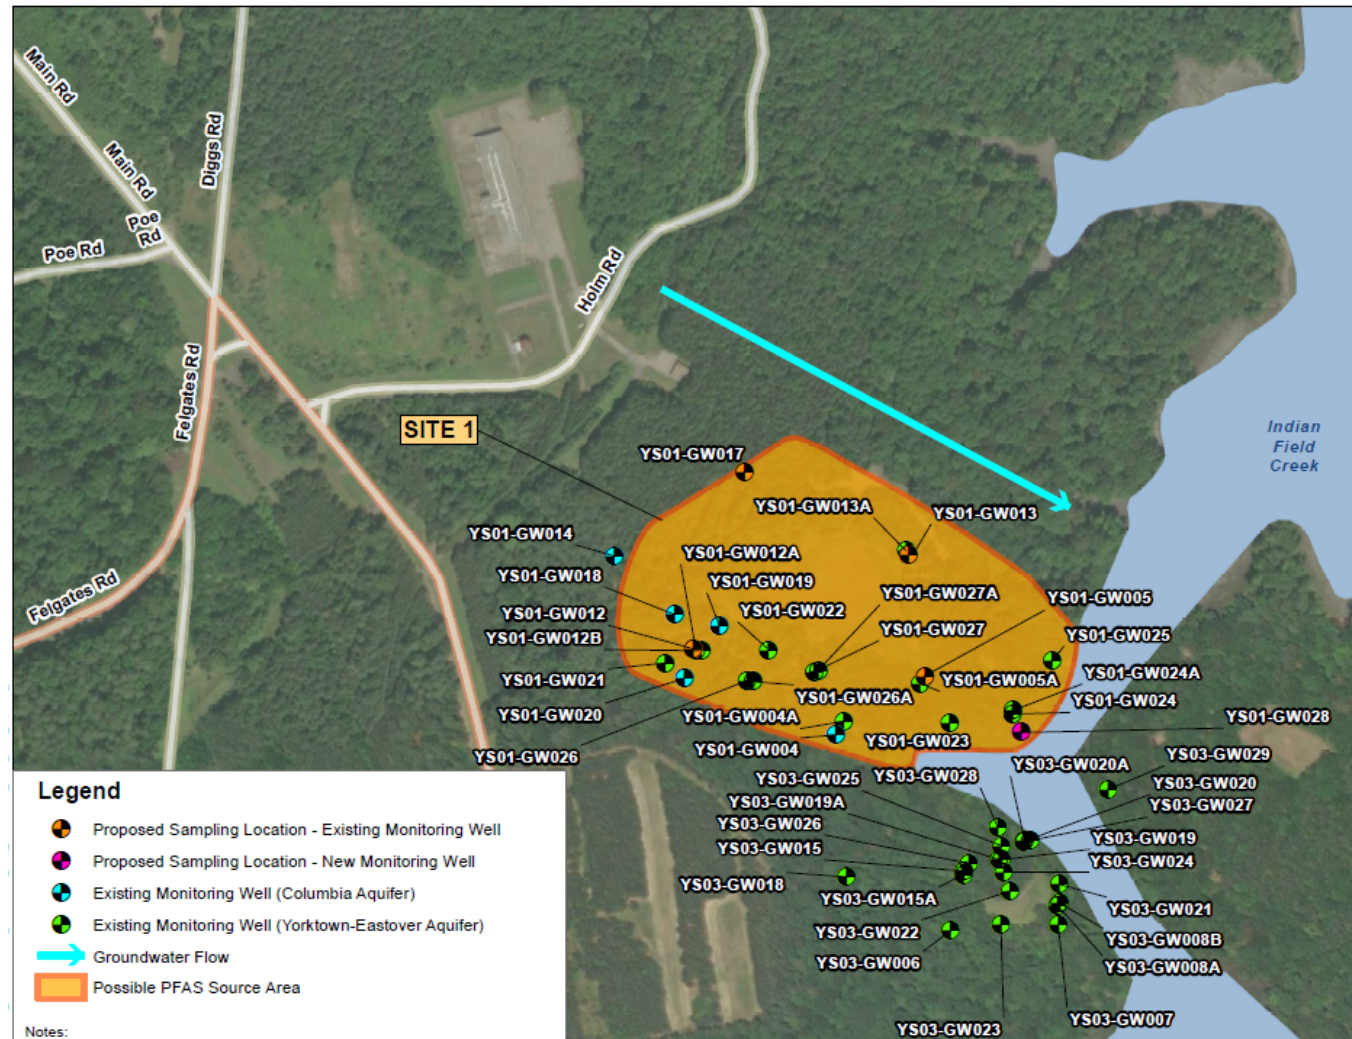 Main Rd
Diggs Rd
Main Rd
Poe
Rd
Poe Rd
Holm Rd
Felgates Rd
Indian
Field
Creek
SITE 1
YS01-GW017
YS01-GW013A
YS01-GW013
YS01-GW014
YS01-GW012A
YS01-GW018
YS01-GW019
YS01-GW027A
YS01-GW005
Felgates Rd
YS01-GW012
YS01-GW022
YS01-GW027
YS01-GW025
YS01-GW012B
YS01-GW021
YS01-GW005A
YS01-GW024A
YS01-GW026A
YS01-GW024
YS01-GW020
YS01-GW004A
YS01-GW028
YS01-GW026
YS01-GW004
YS01-GW023
YS03-GW029
YS03-GW020A
YS03-GW025
YS03-GW028
YS03-GW020
YS03-GW019A
YS03-GW027
YS03-GW026
YS03-GW019
YS03-GW015
YS03-GW024
YS03-GW018
YS03-GW015A
YS03-GW021
YS03-GW022
YS03-GW008B
YS03-GW006
YS03-GW008A
YS03-GW023
YS03-GW007
Legend
Proposed Sampling Location - Existing Monitoring Well
Proposed Sampling Location - New Monitoring Well
Existing Monitoring Well (Columbia Aquifer)
Existing Monitoring Well (Yorktown-Eastover Aquifer)
Groundwater Flow
Possible PFAS Source Area
Notes: